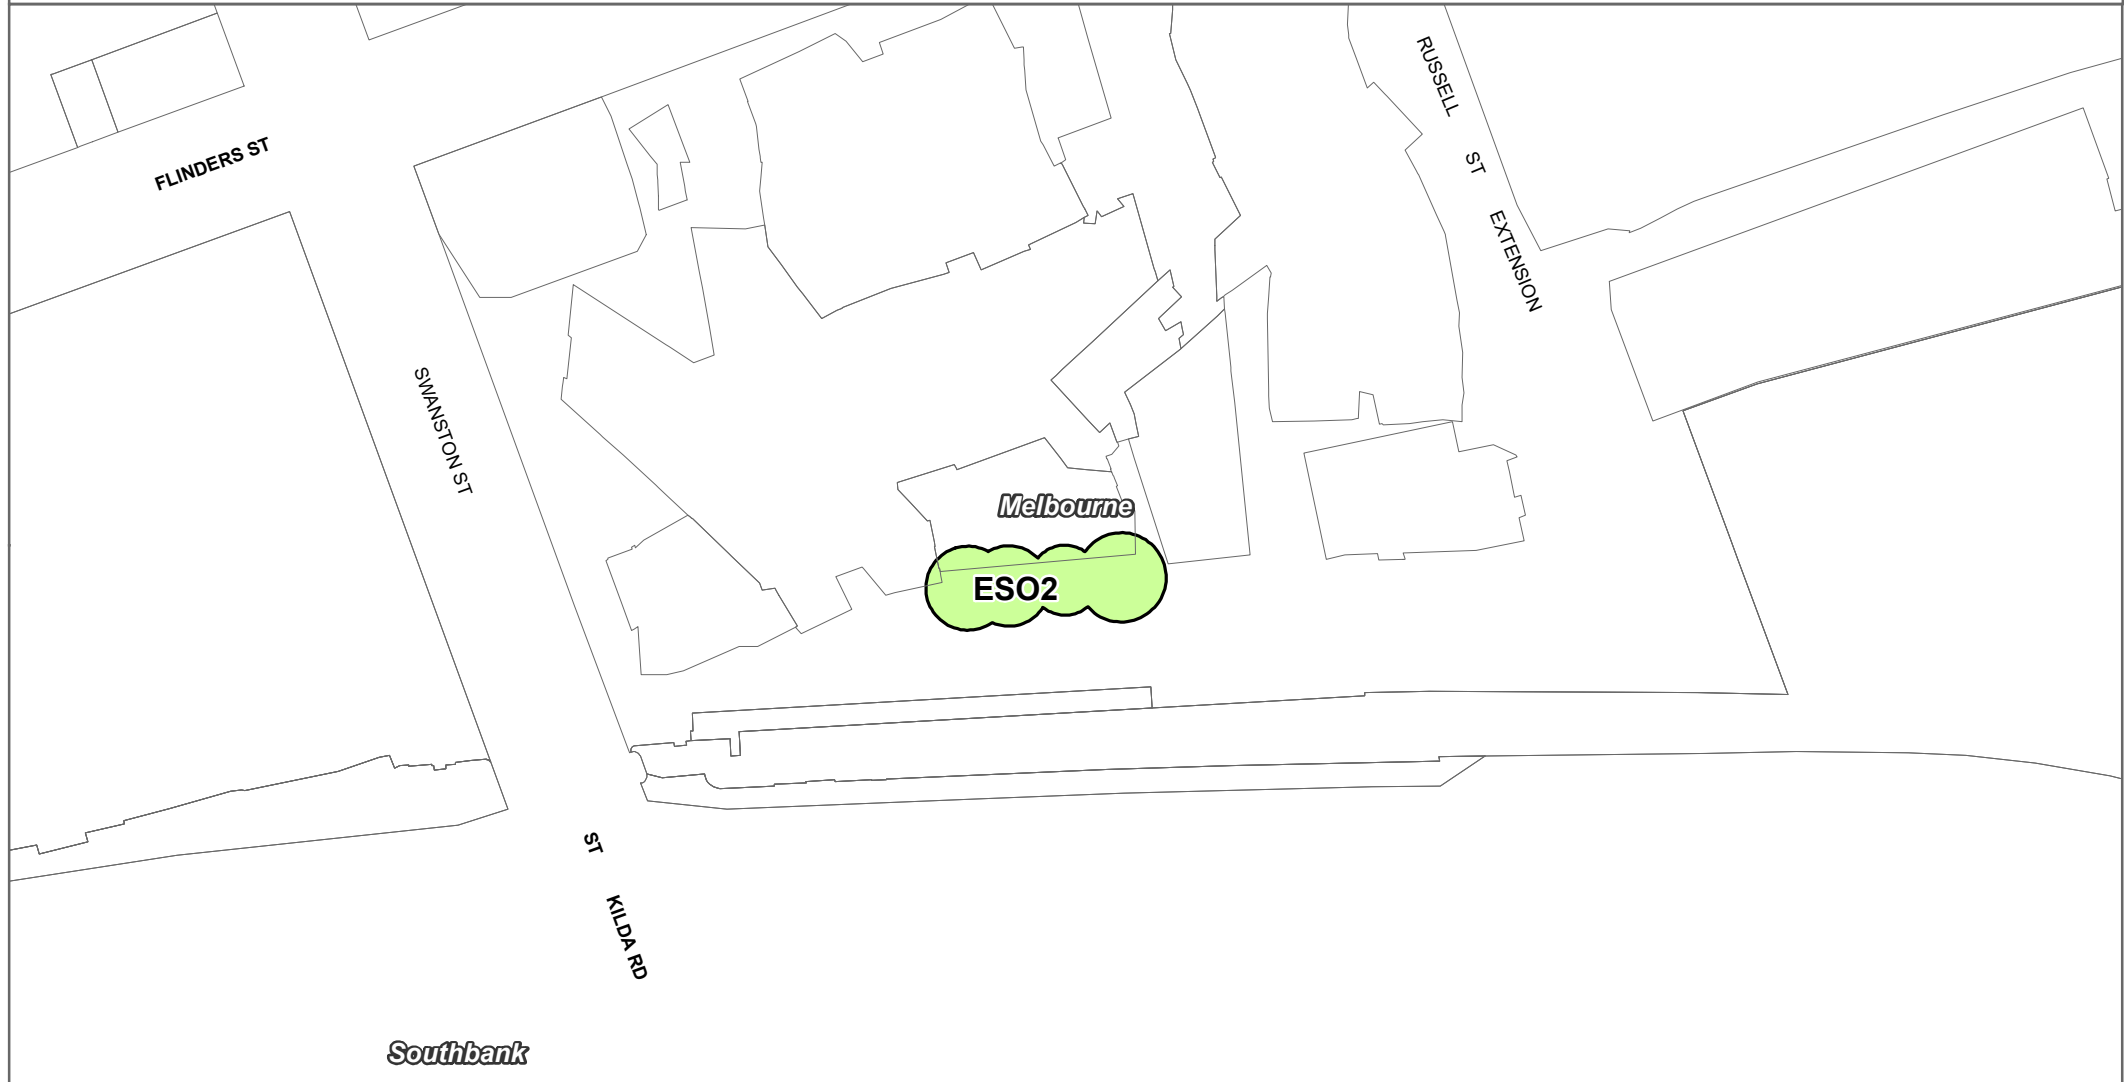 FLINDERS ST
RUSSELL ST EXTENSION
SWANSTON ST
Melbourne
ESO2
ST KILDA RD
Southbank